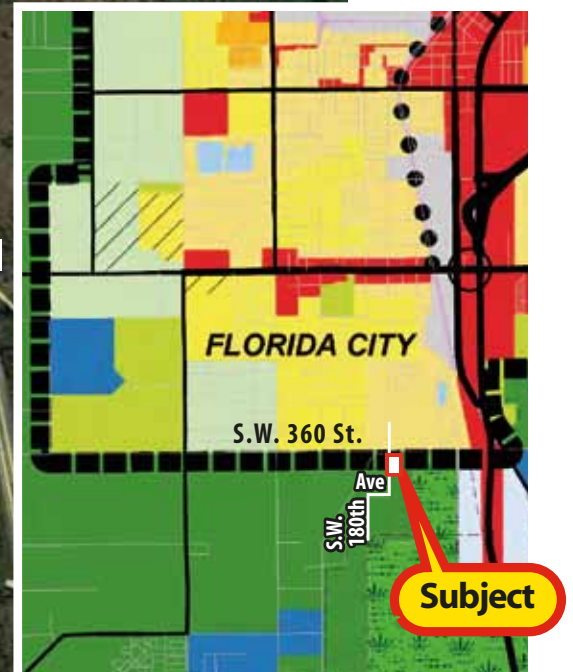 FLORIDA CITY
S.W. 360 St.
S.W.
180th
Ave
Subject